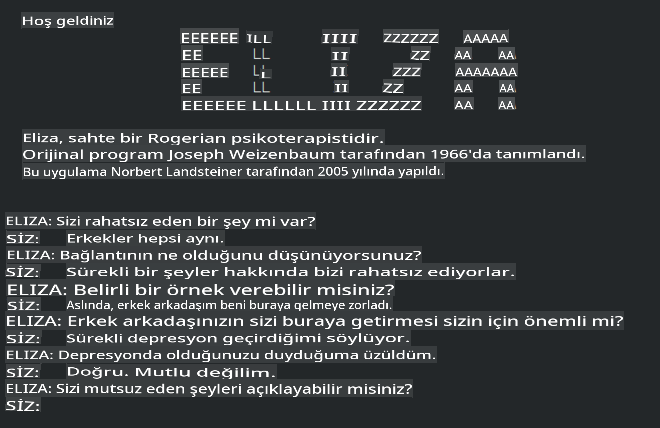 Hoş geldiniz
EEEEEE ILL IIII ZZZZZZ AAAAA
EE LL II ZZ AA AA
EEEEE LL II ZZZ AAAAAAA
EE LL II ZZ AA AA
EEEEEE LLLLLL IIII ZZZZZZ AA AA
Eliza, sahte bir Rogerian psikoterapistidir.
Orijinal program Joseph Weizenbaum tarafından 1966'da tanımlandı.
Bu uygulama Norbert Landsteiner tarafından 2005 yılında yapıldı.
ELIZA: Sizi rahatsız eden bir şey mi var?
SİZ: Erkekler hepsi aynı.
ELIZA: Bağlantının ne olduğunu düşünüyorsunuz?
SİZ: Sürekli bir şeyler hakkında bizi rahatsız ediyorlar.
ELIZA: Belirli bir örnek verebilir misiniz?
SİZ: Aslında, erkek arkadaşım beni buraya gelmeye zorladı.
ELIZA: Erkek arkadaşınızın sizi buraya getirmesi sizin için önemli mi?
SİZ: Sürekli depresyon geçirdiğimi söylüyor.
ELIZA: Depresyonda olduğunuzu duyduğuma üzüldüm.
SİZ: Doğru. Mutlu değilim.
ELIZA: Sizi mutsuz eden şeyleri açıklayabilir misiniz?
SİZ: